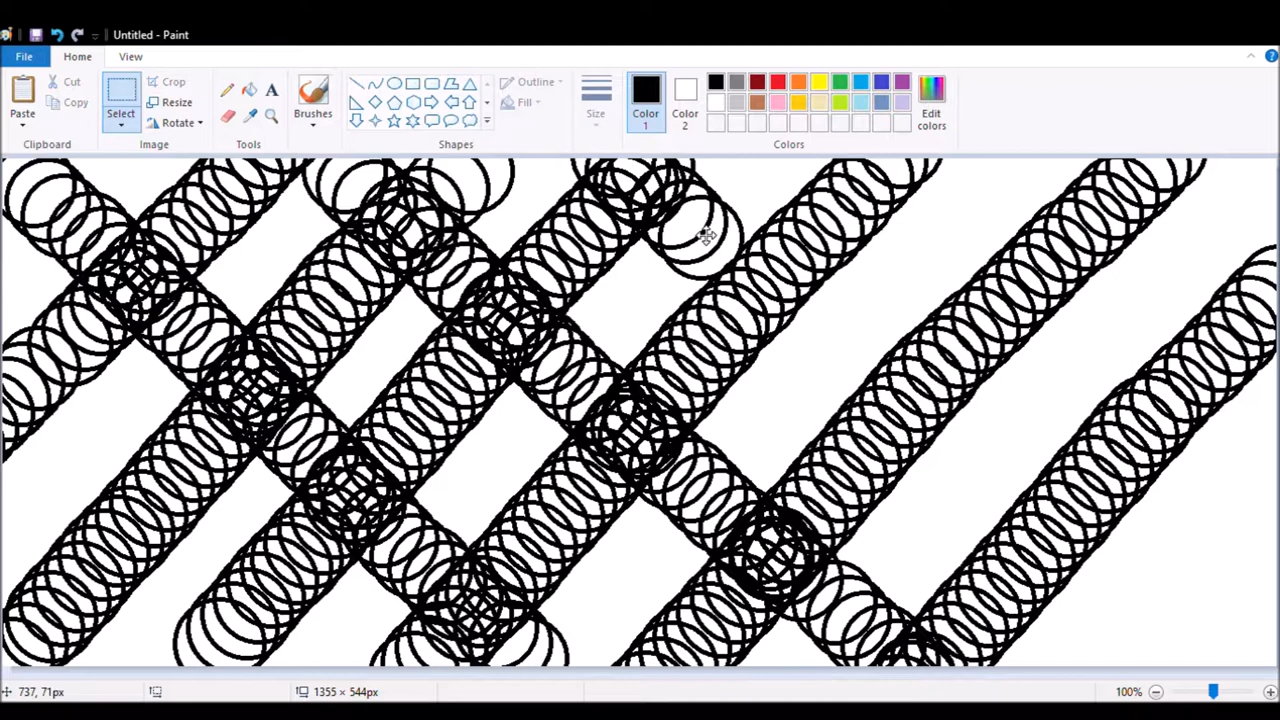 Untitled - Paint
File Home View
Paste
Cut
Copy
Clipboard
Select
Crop
Resize
Rotate
Image
A
Tools
Brushes
Outline
Fill
Shapes
Size
Color 1
Color 2
Edit colors
Colors
737, 71px
1355 × 544px
100%